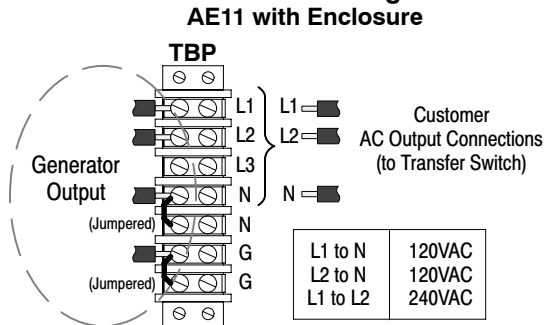 AE11 with Enclosure
TBP
L1
L2
L3
N
N
G
G
Generator
Output
(Jumpered)
(Jumpered)
L1
L2
N
Customer
AC Output Connections
(to Transfer Switch)
L1 to N 120VAC
L2 to N 120VAC
L1 to L2 240VAC